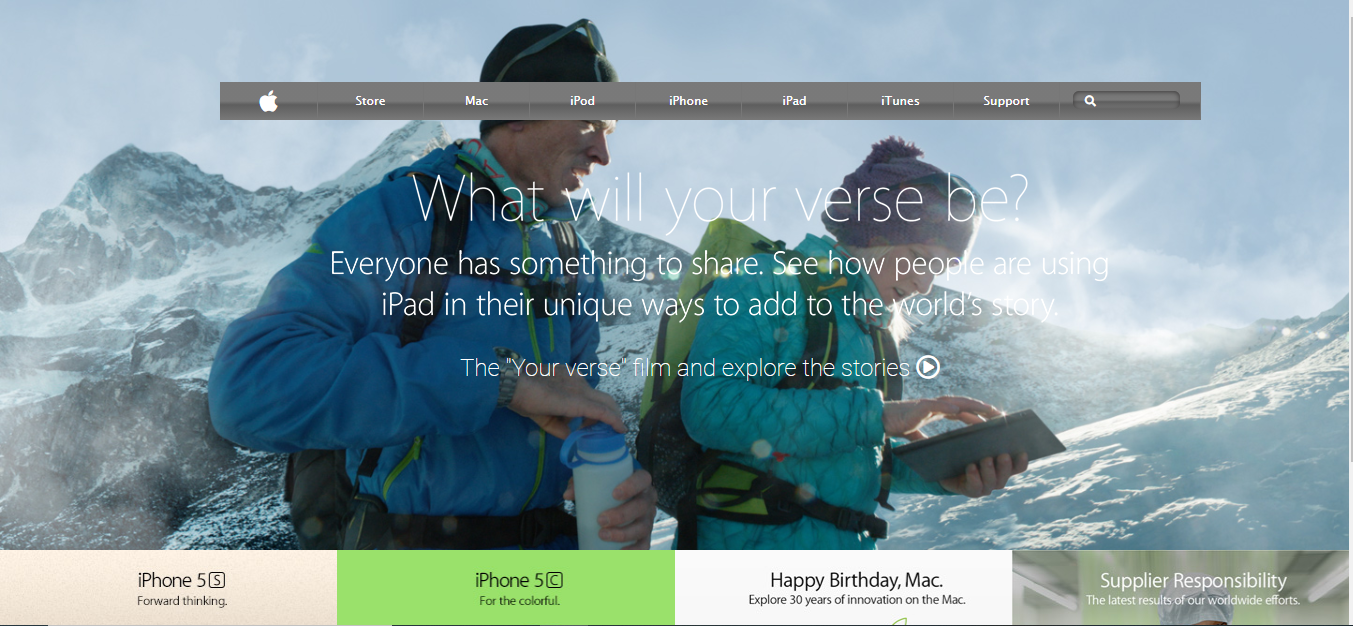 Store Mac iPod iPhone iPad iTunes Support
What will your verse be?
Everyone has something to share. See how people are using
iPad in their unique ways to add to the world's story.
The "Your verse" film and explore the stories
iPhone 5S
Forward thinking.
iPhone 5C
For the colorful.
Happy Birthday, Mac.
Explore 30 years of innovation on the Mac.
Supplier Responsibility
The latest results of our worldwide efforts.